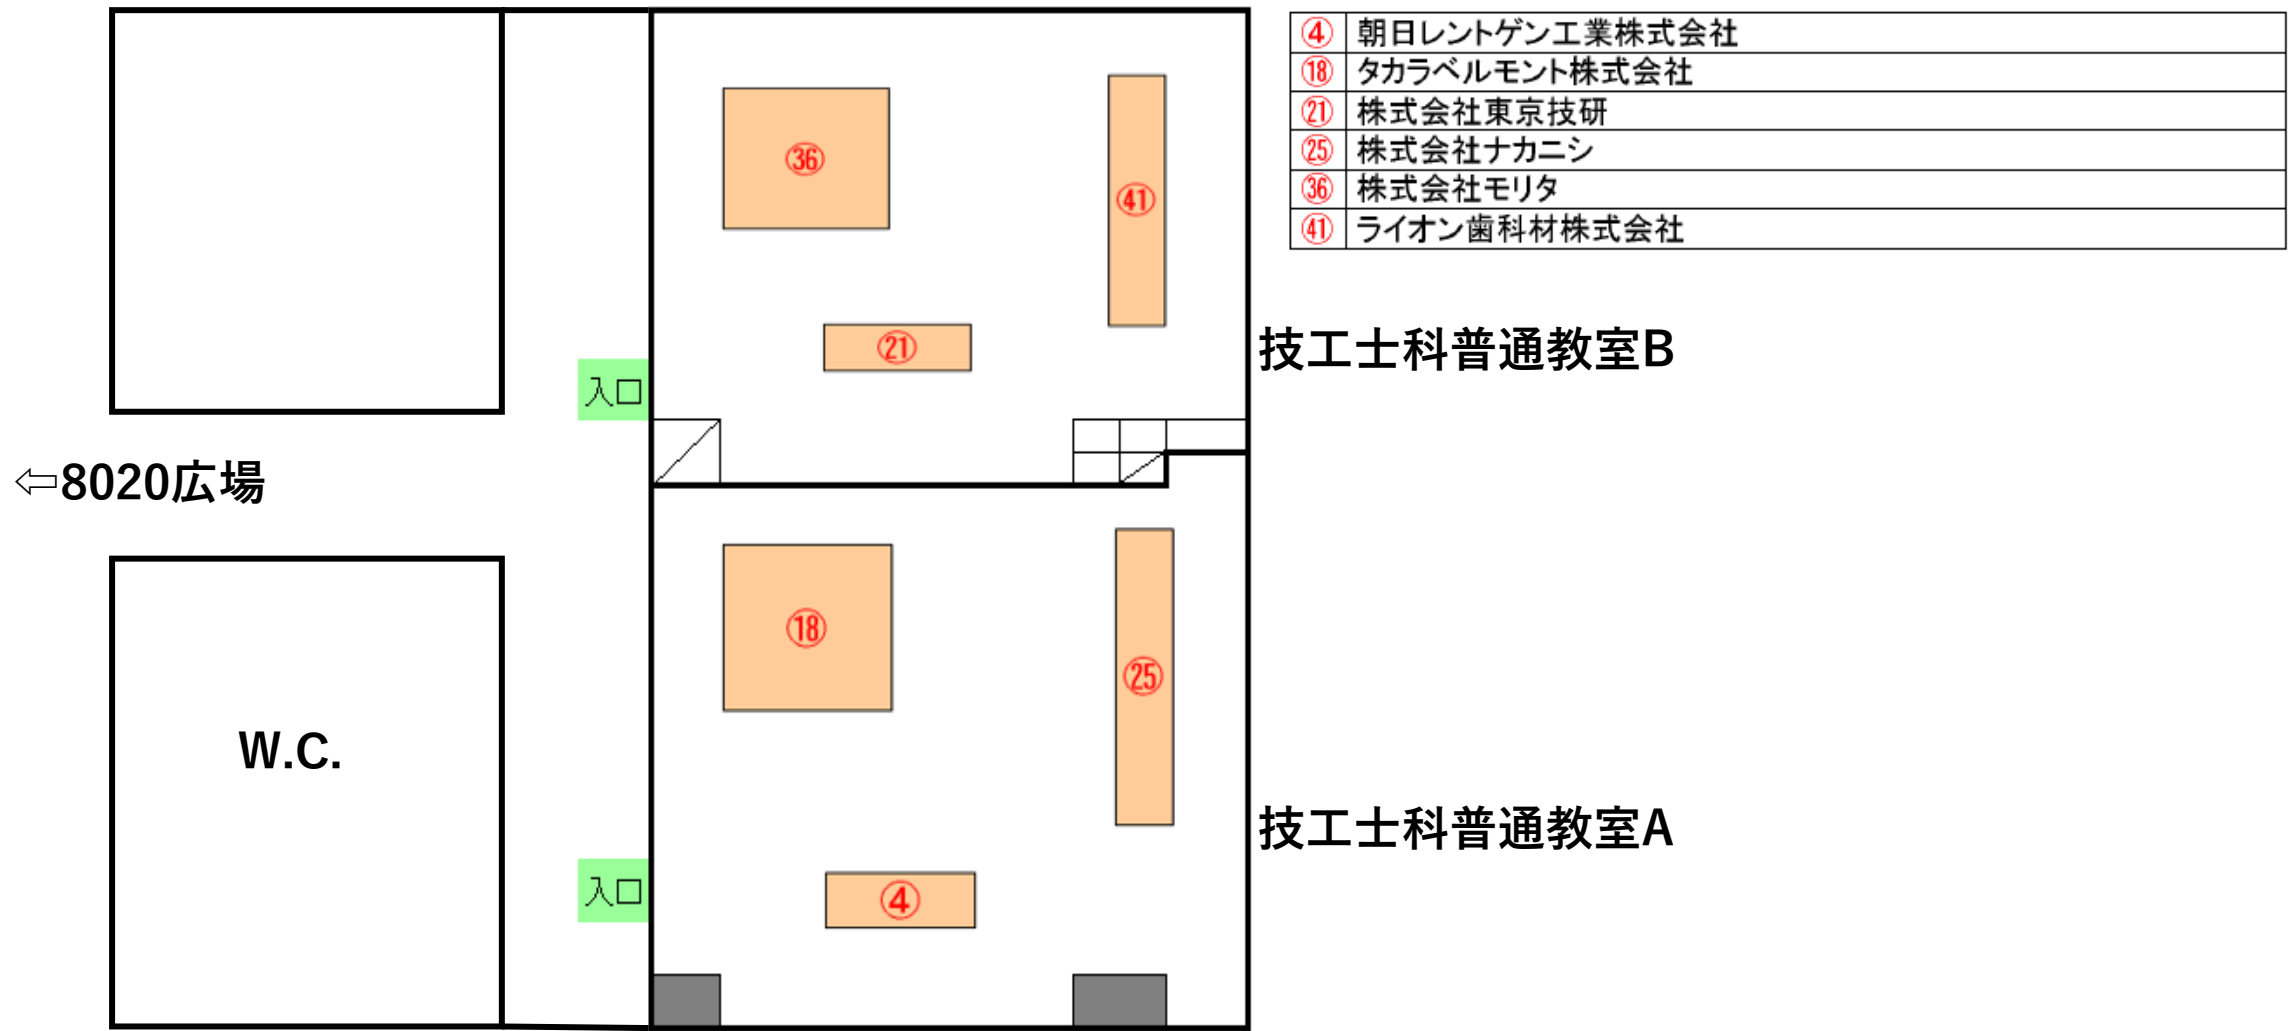 ④ 朝日レントゲン工業株式会社
⑱ タカラベルモント株式会社
㉑ 株式会社東京技研
㉕ 株式会社ナカニシ
㊱ 株式会社モリタ
㊶ ライオン歯科材株式会社
㊱
㊶
㉑
入口
技工士科普通教室B
⇦8020広場
⑱
㉕
W.C.
技工士科普通教室A
入口
④